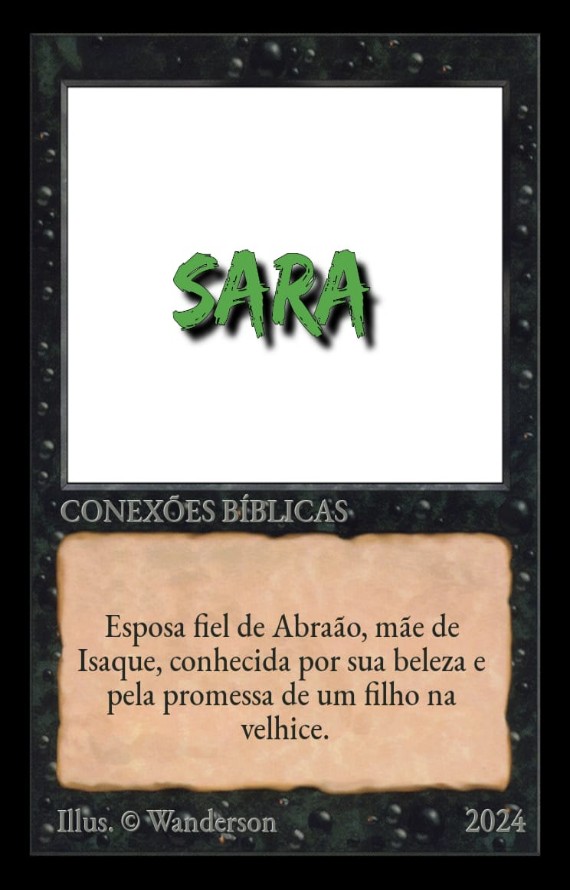 SARA
CONEXÕES BÍBLICAS
Esposa fiel de Abraão, mãe de
Isaque, conhecida por sua beleza e
pela promessa de um filho na
velhice.
Illus. © Wanderson
2024